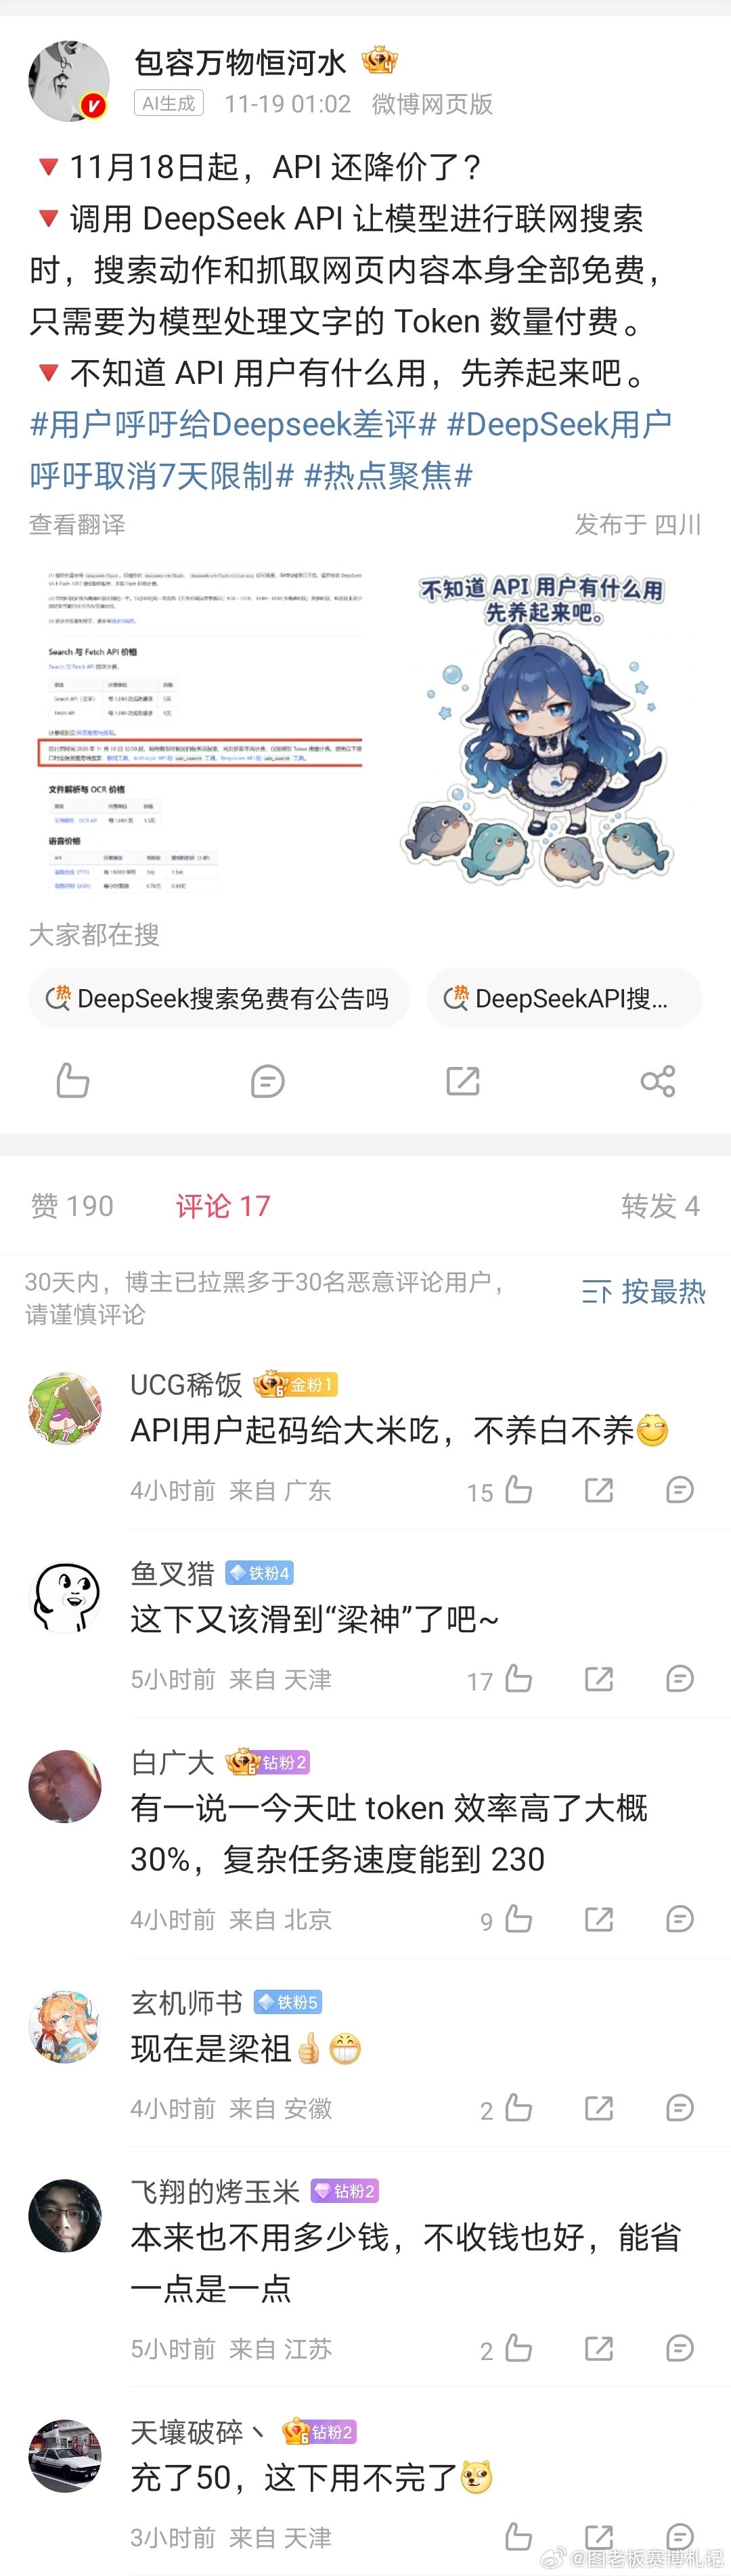 包容万物恒河水
AI生成 11-19 01:02 微博网页版
🔻11月18日起，API 还降价了？
🔻调用 DeepSeek API 让模型进行联网搜索
时，搜索动作和抓取网页内容本身全部免费，
只需要为模型处理文字的 Token 数量付费。
🔻不知道 API 用户有什么用，先养起来吧。
#用户呼吁给Deepseek差评# #DeepSeek用户
呼吁取消7天限制# #热点聚焦#
查看翻译 发布于 四川
Search 与 Fetch API 价格
文件解析与 OCR 价格
语音价格
不知道 API 用户有什么用
先养起来吧。
大家都在搜
热 DeepSeek搜索免费有公告吗 热 DeepSeekAPI搜...
赞 190 评论 17 转发 4
30天内，博主已拉黑多于30名恶意评论用户，
请谨慎评论
按最热
UCG稀饭 6 金粉1
API用户起码给大米吃，不养白不养
4小时前 来自 广东 15
鱼叉猎 铁粉4
这下又该滑到“梁神”了吧~
5小时前 来自 天津 17
白广大 6 钻粉2
有一说一今天吐 token 效率高了大概
30%，复杂任务速度能到 230
4小时前 来自 北京 9
玄机师书 铁粉5
现在是梁祖👍😁
4小时前 来自 安徽 2
飞翔的烤玉米 钻粉2
本来也不用多少钱，不收钱也好，能省
一点是一点
5小时前 来自 江苏 2
天壤破碎丶 6 钻粉2
充了50，这下用不完了
3小时前 来自 天津
@图老板赛博札记